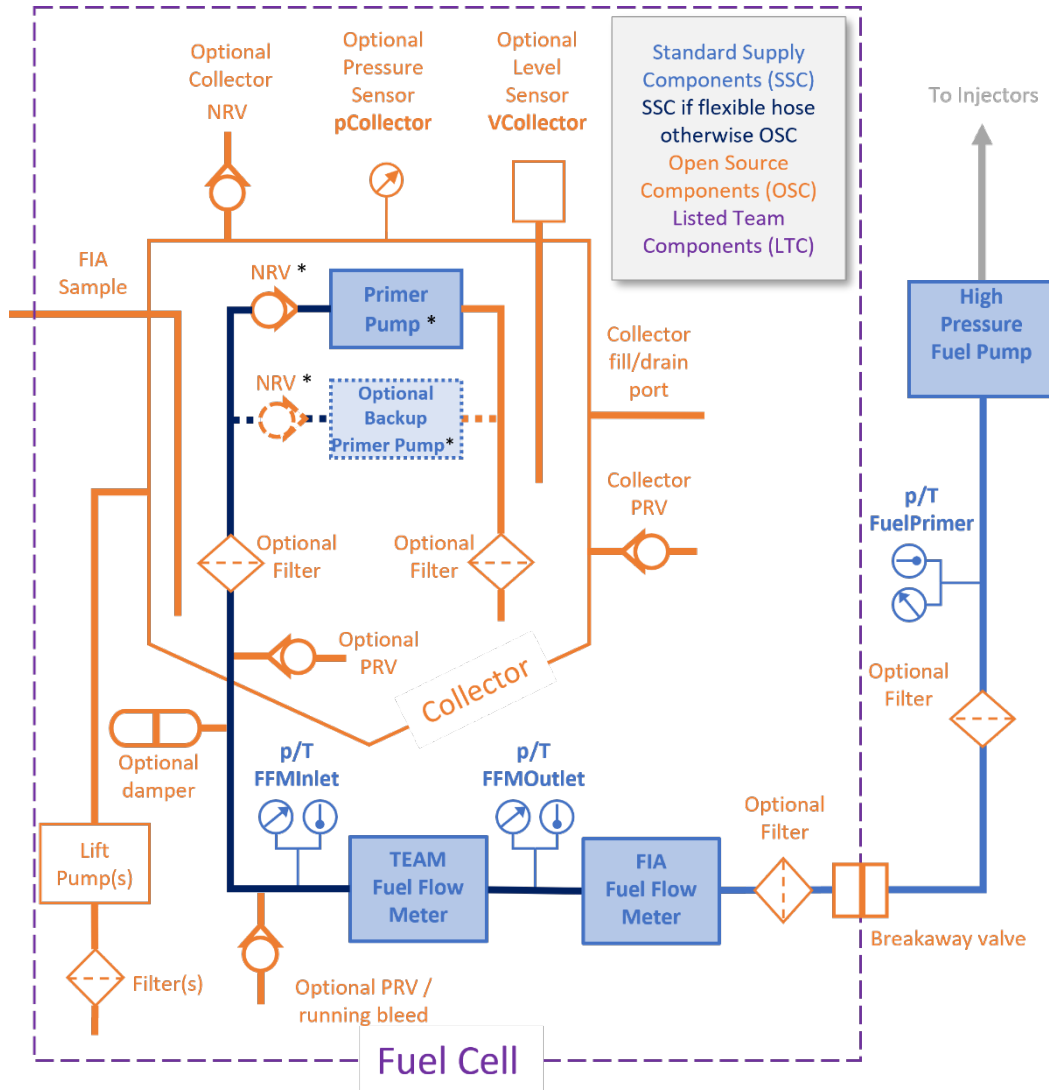 Optional
Collector
NRV
Optional
Pressure
Sensor
pCollector
Optional
Level
Sensor
VCollector
Standard Supply
Components (SSC)
SSC if flexible hose
otherwise OSC
Open Source
Components (OSC)
Listed Team
Components (LTC)
To Injectors
FIA
Sample
NRV *
Primer
Pump *
High
Pressure
Fuel Pump
Collector
fill/drain
port
NRV *
Optional
Backup
Primer Pump*
Collector
PRV
p/T
FuelPrimer
Optional
Filter
Optional
Filter
Optional
PRV
Collector
Optional
Filter
Optional
damper
p/T
FFMInlet
p/T
FFMOutlet
Optional
Filter
Lift
Pump(s)
TEAM
Fuel Flow
Meter
FIA
Fuel Flow
Meter
Breakaway valve
Filter(s)
Optional PRV /
running bleed
Fuel Cell